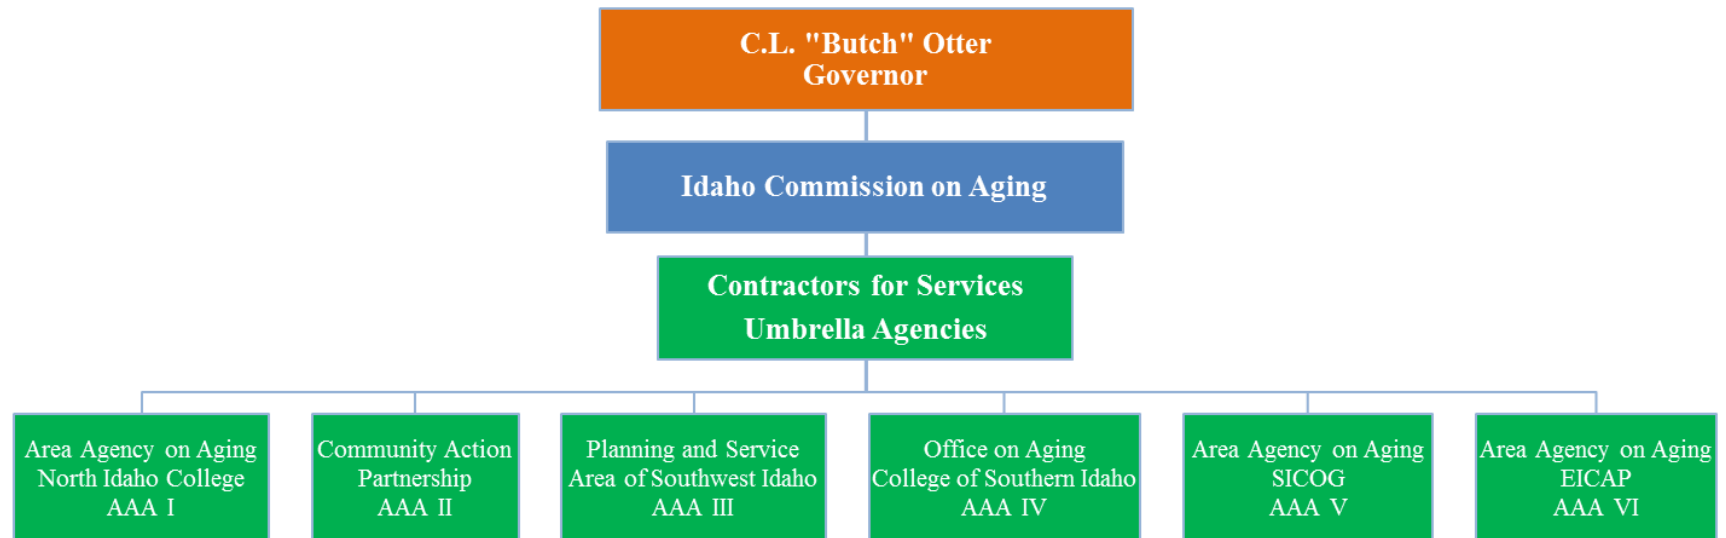 C.L. "Butch" Otter
Governor
Idaho Commission on Aging
Contractors for Services
Umbrella Agencies
Area Agency on Aging
North Idaho College
AAA I
Community Action
Partnership
AAA II
Planning and Service
Area of Southwest Idaho
AAA III
Office on Aging
College of Southern Idaho
AAA IV
Area Agency on Aging
SICOG
AAA V
Area Agency on Aging
EICAP
AAA VI